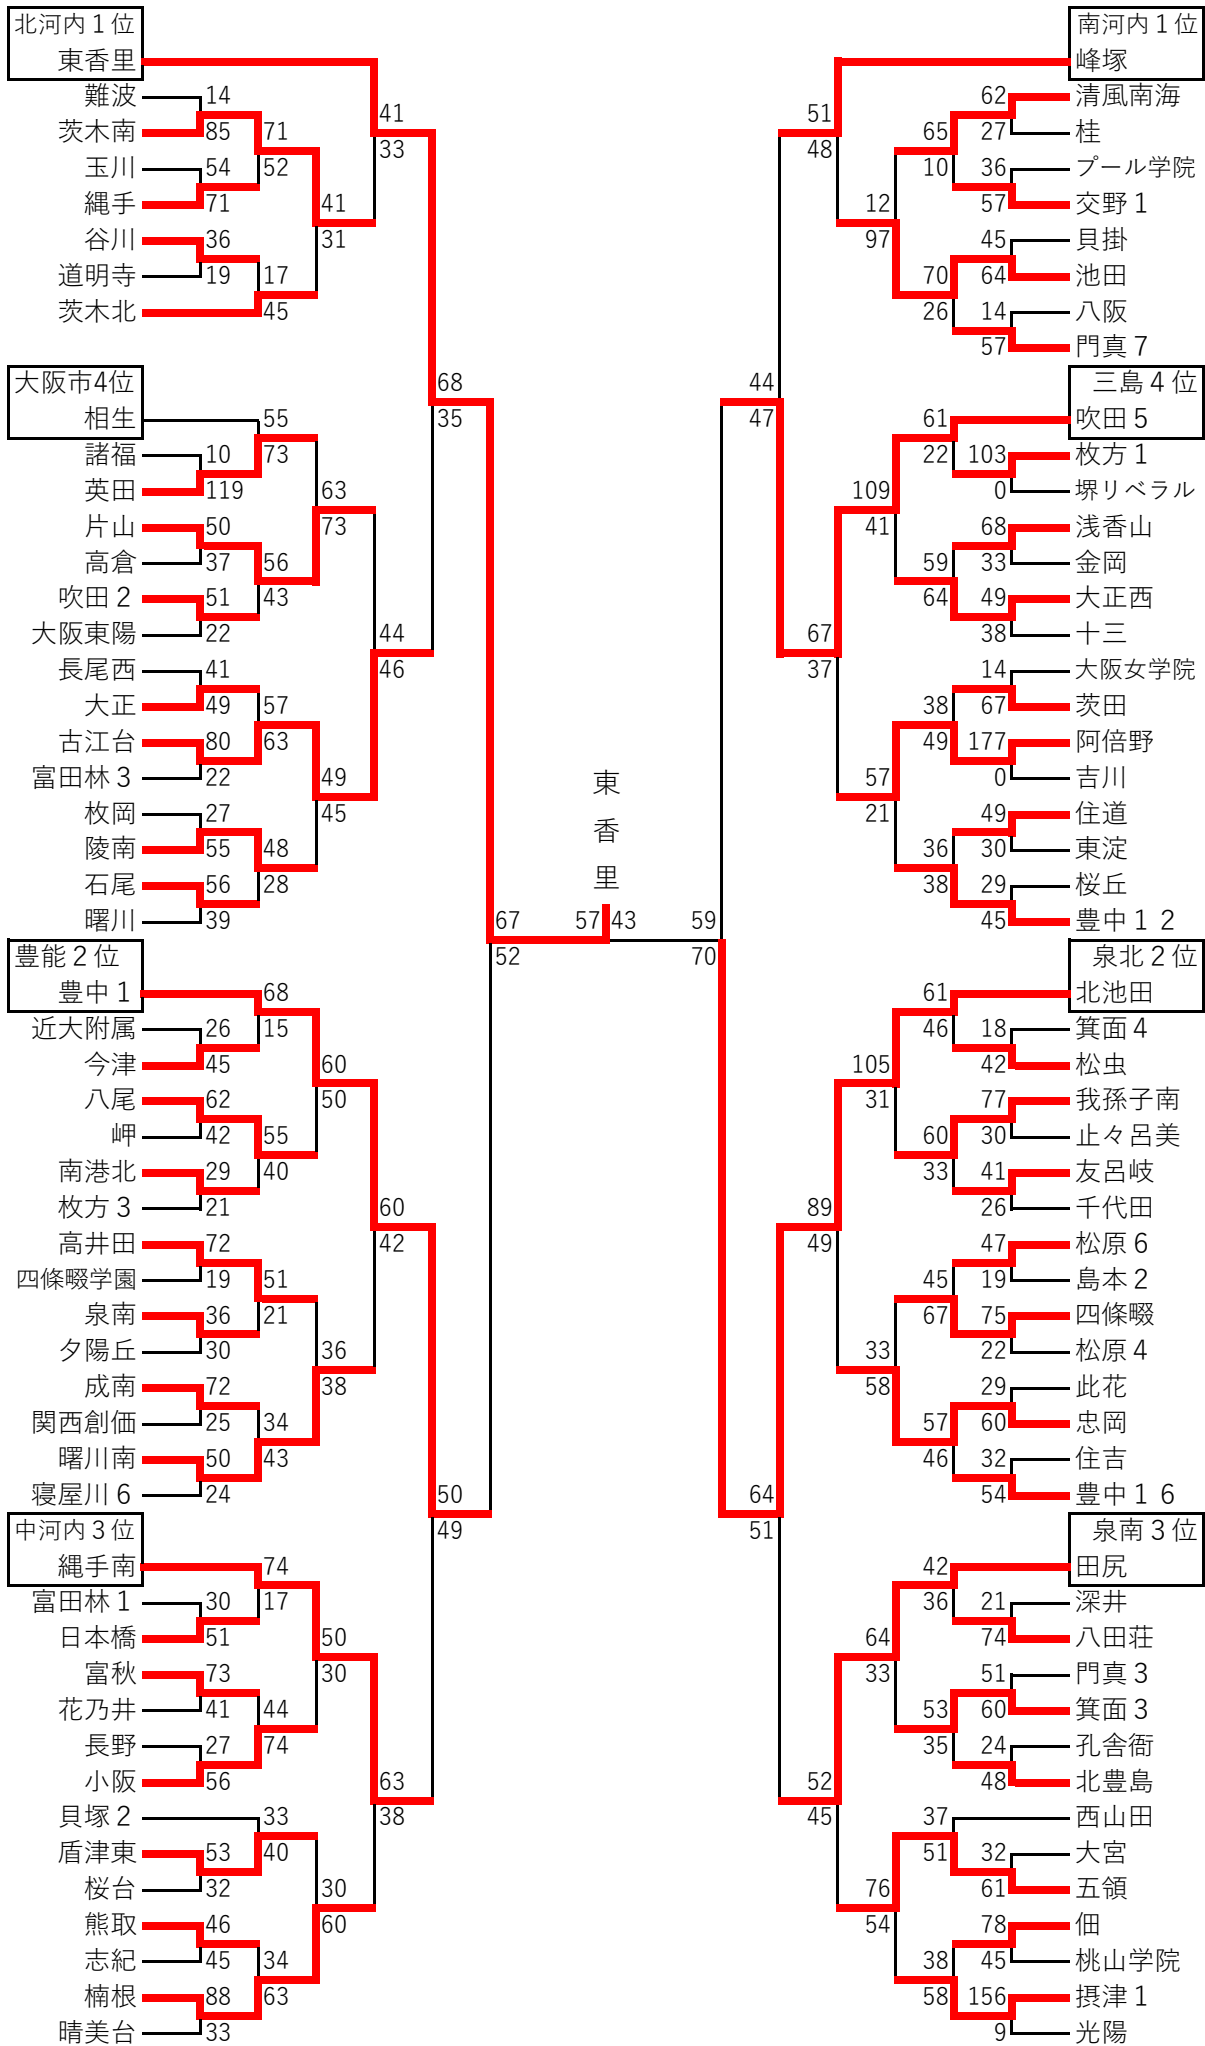 北河内１位
東香里
難波 14
茨木南 85
玉川 54
縄手 71
谷川 36
道明寺 19
茨木北
71
52
17
45
41
31
41
33
大阪市4位
相生
諸福 10
英田 119
片山 50
高倉 37
吹田２ 51
大阪東陽 22
長尾西 41
大正 49
古江台 80
富田林３ 22
枚岡 27
陵南 55
石尾 56
曙川 39
55
73
56
43
57
63
48
28
63
73
49
45
44
46
68
35
豊能２位
豊中１
近大附属 26
今津 45
八尾 62
岬 42
南港北 29
枚方３ 21
高井田 72
四條畷学園 19
泉南 36
夕陽丘 30
成南 72
関西創価 25
曙川南 50
寝屋川６ 24
68
15
55
40
51
21
34
43
60
50
36
38
60
42
中河内３位
縄手南
富田林１ 30
日本橋 51
富秋 73
花乃井 41
長野 27
小阪 56
貝塚２
盾津東 53
桜台 32
熊取 46
志紀 45
楠根 88
晴美台 33
74
17
44
74
33
40
34
63
50
30
30
60
63
38
50
49
67
52
東
香
里
57 43
59
70
南河内１位
峰塚
62 清風南海
27 桂
36 プール学院
57 交野１
45 貝掛
64 池田
14 八阪
57 門真７
65
10
70
26
12
97
51
48
三島４位
吹田５
103 枚方１
0 堺リベラル
68 浅香山
33 金岡
49 大正西
38 十三
14 大阪女学院
67 茨田
177 阿倍野
0 吉川
49 住道
30 東淀
29 桜丘
45 豊中１２
61
22
59
64
38
49
36
38
109
41
57
21
67
37
44
47
泉北２位
北池田
18 箕面４
42 松虫
77 我孫子南
30 止々呂美
41 友呂岐
26 千代田
47 松原６
19 島本２
75 四條畷
22 松原４
29 此花
60 忠岡
32 住吉
54 豊中１６
61
46
60
33
45
67
57
46
105
31
33
58
89
49
泉南３位
田尻
21 深井
74 八田荘
51 門真３
60 箕面３
24 孔舎衙
48 北豊島
西山田
32 大宮
61 五領
78 佃
45 桃山学院
156 摂津１
9 光陽
42
36
53
35
37
51
38
58
64
33
76
54
52
45
64
51